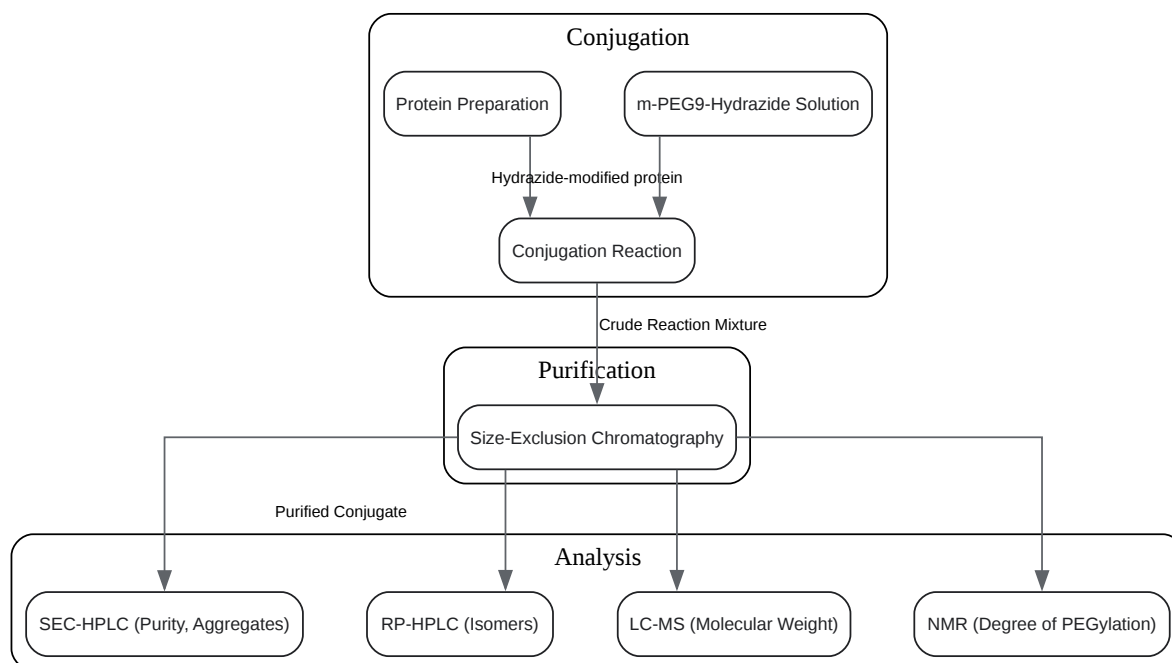 Conjugation
Protein Preparation
m-PEG9-Hydrazide Solution
Hydrazide-modified protein
Conjugation Reaction
Crude Reaction Mixture
Purification
Size-Exclusion Chromatography
Purified Conjugate
Analysis
SEC-HPLC (Purity, Aggregates)
RP-HPLC (Isomers)
LC-MS (Molecular Weight)
NMR (Degree of PEGylation)